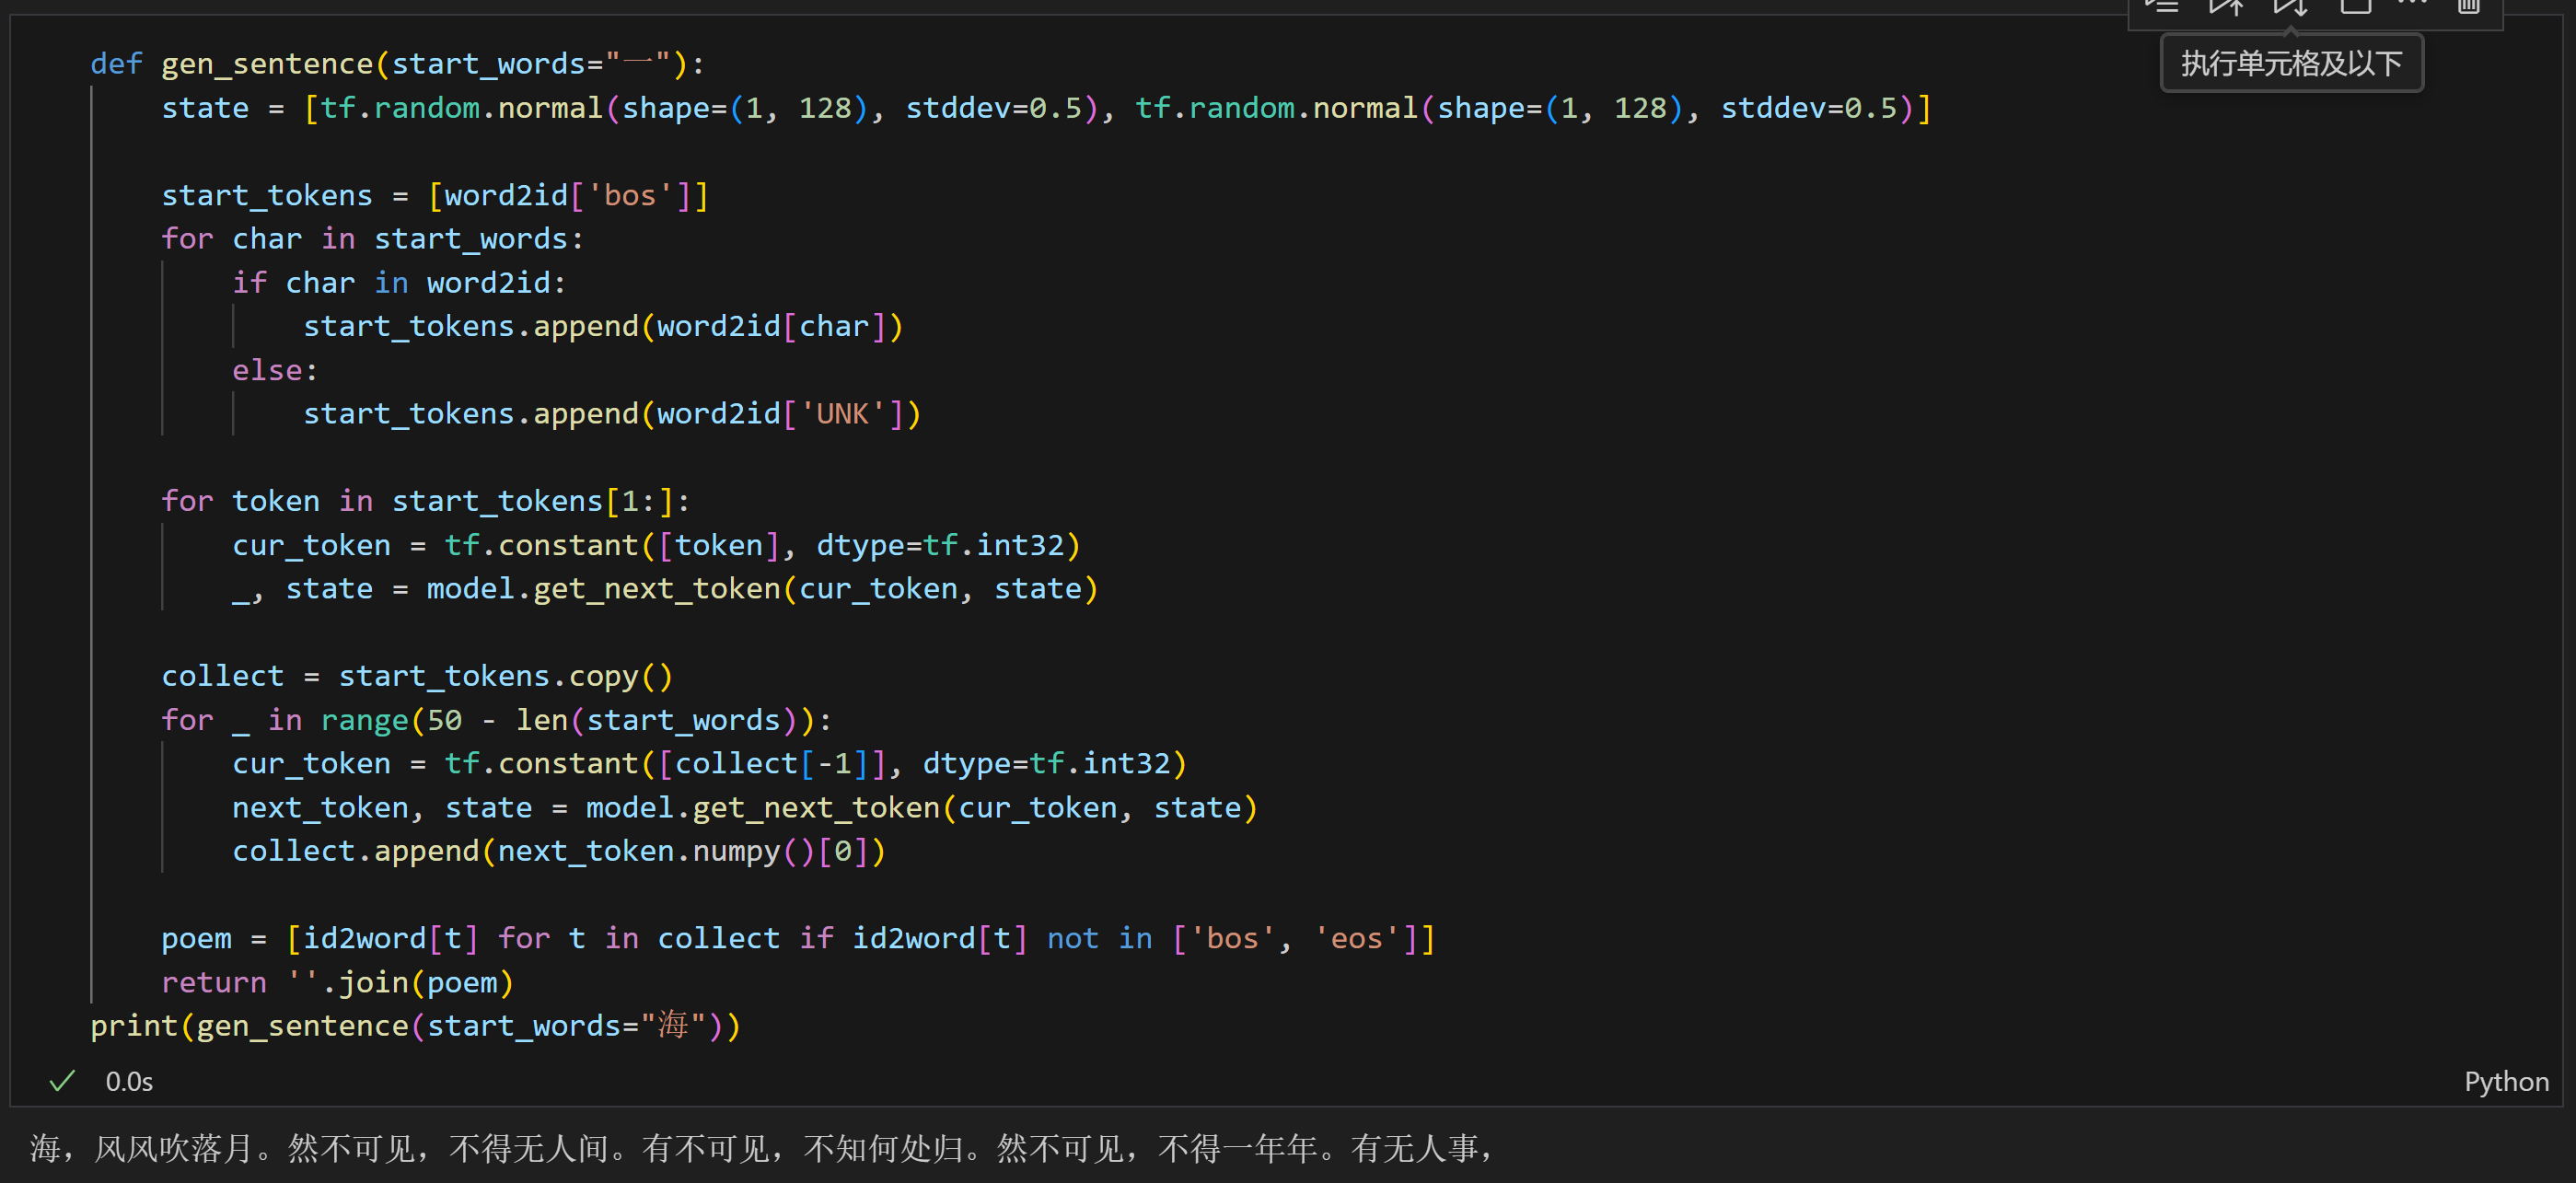 执行单元格及以下
def gen_sentence(start_words="一"):
    state = [tf.random.normal(shape=(1, 128), stddev=0.5), tf.random.normal(shape=(1, 128), stddev=0.5)]
    start_tokens = [word2id['bos']]
    for char in start_words:
        if char in word2id:
            start_tokens.append(word2id[char])
        else:
            start_tokens.append(word2id['UNK'])
    for token in start_tokens[1:]:
        cur_token = tf.constant([token], dtype=tf.int32)
        _, state = model.get_next_token(cur_token, state)
    collect = start_tokens.copy()
    for _ in range(50 - len(start_words)):
        cur_token = tf.constant([collect[-1]], dtype=tf.int32)
        next_token, state = model.get_next_token(cur_token, state)
        collect.append(next_token.numpy()[0])
    poem = [id2word[t] for t in collect if id2word[t] not in ['bos', 'eos']]
    return ''.join(poem)
print(gen_sentence(start_words="海"))
0.0s
Python
海，风风吹落月。然不可见，不得无人间。有不可见，不知何处归。然不可见，不得一年年。有无人事，